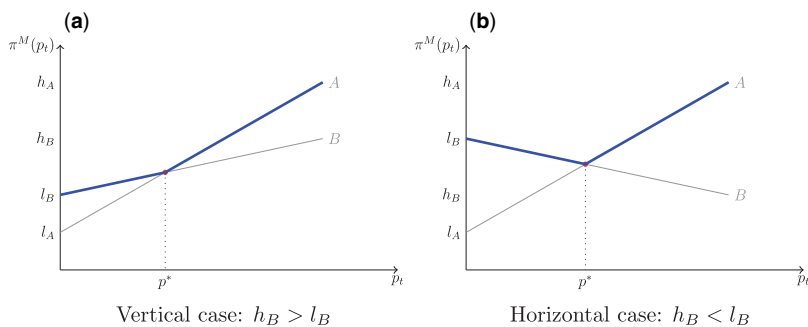 (a)
π^M(p_t)
h_A
A
h_B
B
l_B
l_A
p*
p_t
Vertical case: h_B > l_B
(b)
π^M(p_t)
h_A
A
l_B
h_B
B
l_A
p*
p_t
Horizontal case: h_B < l_B